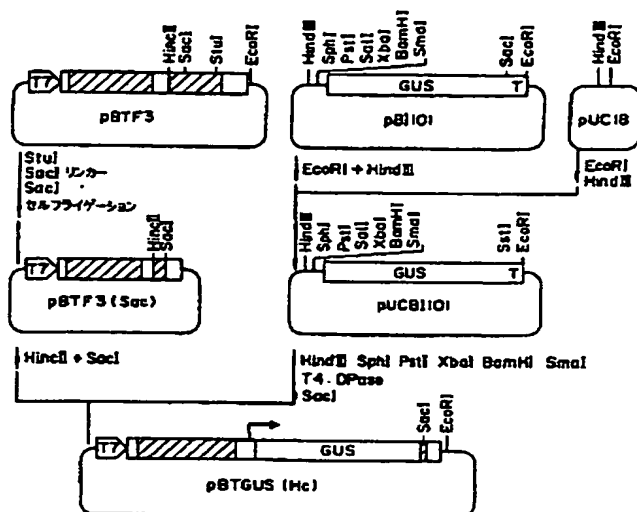 HincⅡ
SacⅠ
StuⅠ
EcoRⅠ
T7
pBTF3
HindⅢ
SphⅠ
PstⅠ
SalⅠ
XbaⅠ
BamHⅠ
SmaⅠ
SacⅠ
EcoRⅠ
GUS T
pBI101
HindⅢ
EcoRⅠ
pUC18
StuⅠ
SacⅠ リンカー
SacⅠ
セルフライゲーション
EcoRⅠ + HindⅢ
EcoRⅠ
HindⅢ
HincⅡ
SacⅠ
T7
pBTF3 (Sac)
HindⅢ
SphⅠ
PstⅠ
SalⅠ
XbaⅠ
BamHⅠ
SmaⅠ
SstⅠ
EcoRⅠ
GUS T
pUCBI101
HincⅡ + SacⅠ
HindⅢ SphⅠ PstⅠ XbaⅠ BamHⅠ SmaⅠ
T4-DPase
SacⅠ
SacⅠ
EcoRⅠ
T7
GUS
pBTGUS (Hc)